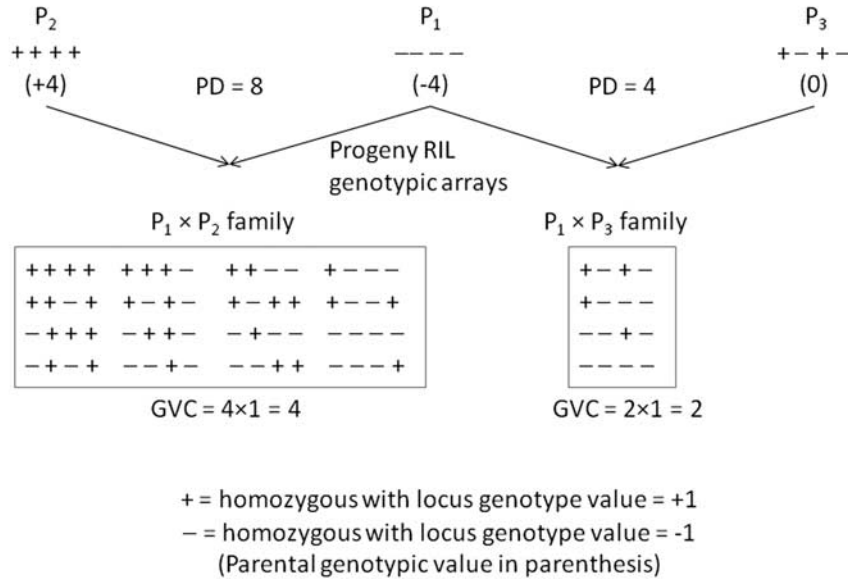 P₂ P₁ P₃
++++ −−−− +−+−
(+4) PD = 8 (-4) PD = 4 (0)
Progeny RIL
genotypic arrays
P₁ × P₂ family P₁ × P₃ family
++++ +++− ++−− +−−− +−+−
++−+ +−+− +−++ +−−+ +−−−
−+++ −++− −+−− −−−− −−+−
−+−+ −−+− −−++ −−−+ −−−−
GVC = 4×1 = 4 GVC = 2×1 = 2
+ = homozygous with locus genotype value = +1
− = homozygous with locus genotype value = -1
(Parental genotypic value in parenthesis)